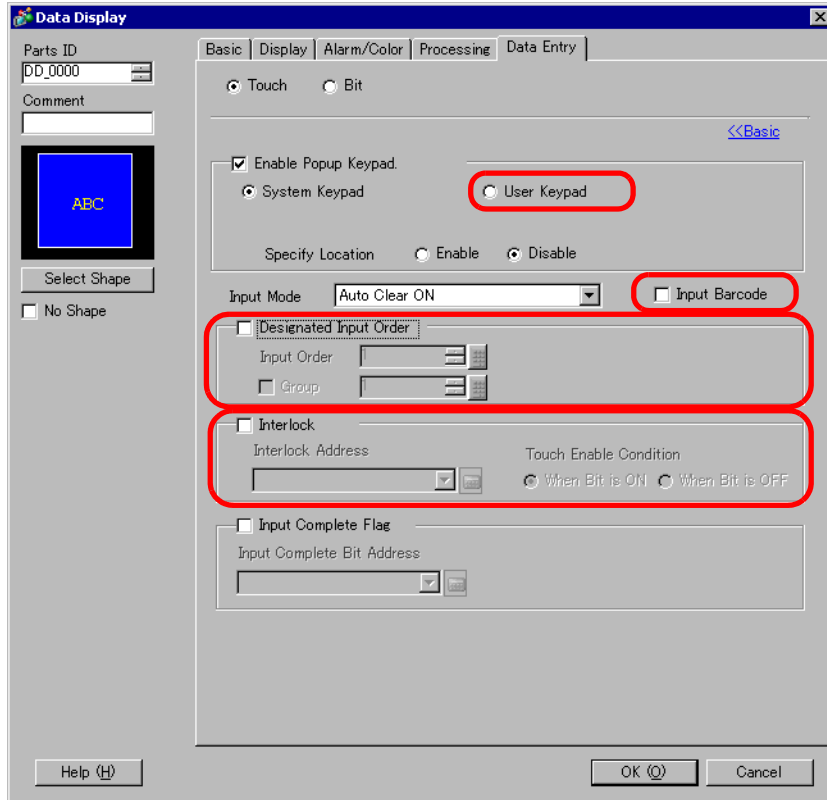 Data Display
Parts ID
DD_0000
Comment
ABC
Select Shape
No Shape
Basic Display Alarm/Color Processing Data Entry
Touch Bit
<<Basic
Enable Popup Keypad.
System Keypad User Keypad
Specify Location Enable Disable
Input Mode Auto Clear ON Input Barcode
Designated Input Order
Input Order 1
Group 1
Interlock
Interlock Address Touch Enable Condition
When Bit is ON When Bit is OFF
Input Complete Flag
Input Complete Bit Address
Help (H) OK (O) Cancel